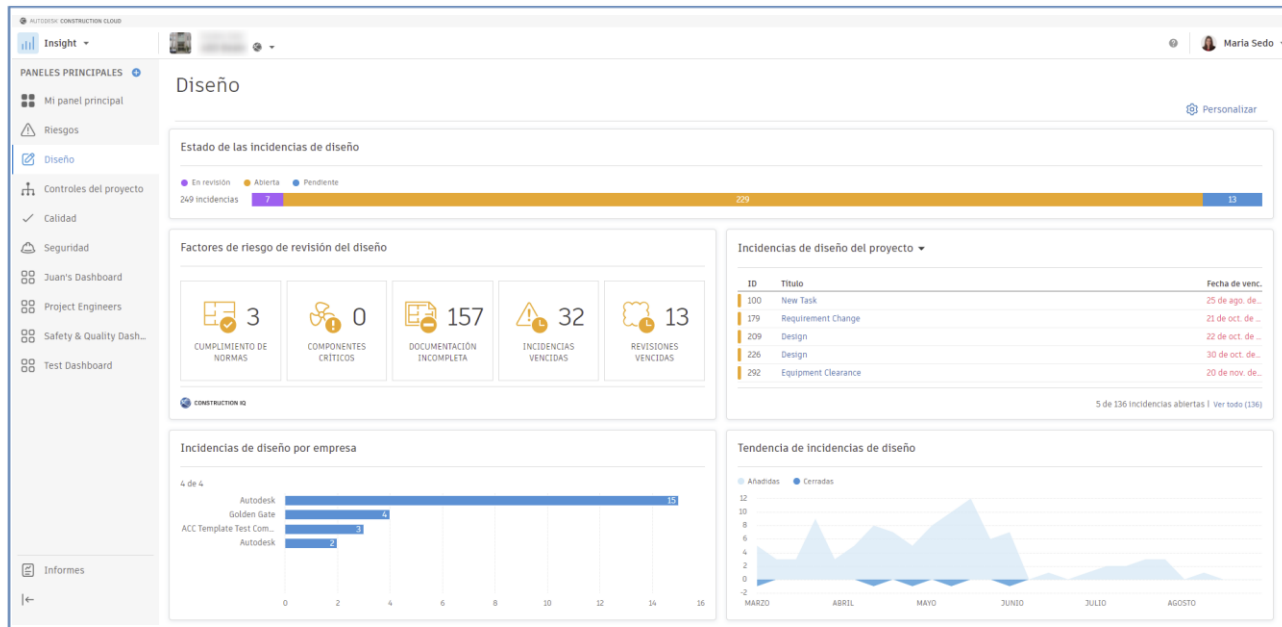 AUTODESK CONSTRUCTION CLOUD
Insight
Maria Sedo
PANELES PRINCIPALES
Mi panel principal
Riesgos
Diseño
Controles del proyecto
Calidad
Seguridad
Juan's Dashboard
Project Engineers
Safety & Quality Dash...
Test Dashboard
Informes
Diseño
Personalizar
Estado de las incidencias de diseño
En revisión Abierta Pendiente
249 incidencias 7 229 13
Factores de riesgo de revisión del diseño
3
CUMPLIMIENTO DE
NORMAS
0
COMPONENTES
CRÍTICOS
157
DOCUMENTACIÓN
INCOMPLETA
32
INCIDENCIAS
VENCIDAS
13
REVISIONES
VENCIDAS
CONSTRUCTION IQ
Incidencias de diseño del proyecto
ID Título Fecha de venc.
100 New Task 25 de ago. de...
179 Requirement Change 21 de oct. de ...
209 Design 22 de oct. de ...
226 Design 30 de oct. de...
292 Equipment Clearance 20 de nov. de...
5 de 136 incidencias abiertas | Ver todo (136)
Incidencias de diseño por empresa
4 de 4
Autodesk 15
Golden Gate 4
ACC Template Test Com... 3
Autodesk 2
0 2 4 6 8 10 12 14 16
Tendencia de incidencias de diseño
Añadidas Cerradas
12
10
8
6
4
2
0
-2
MARZO ABRIL MAYO JUNIO JULIO AGOSTO